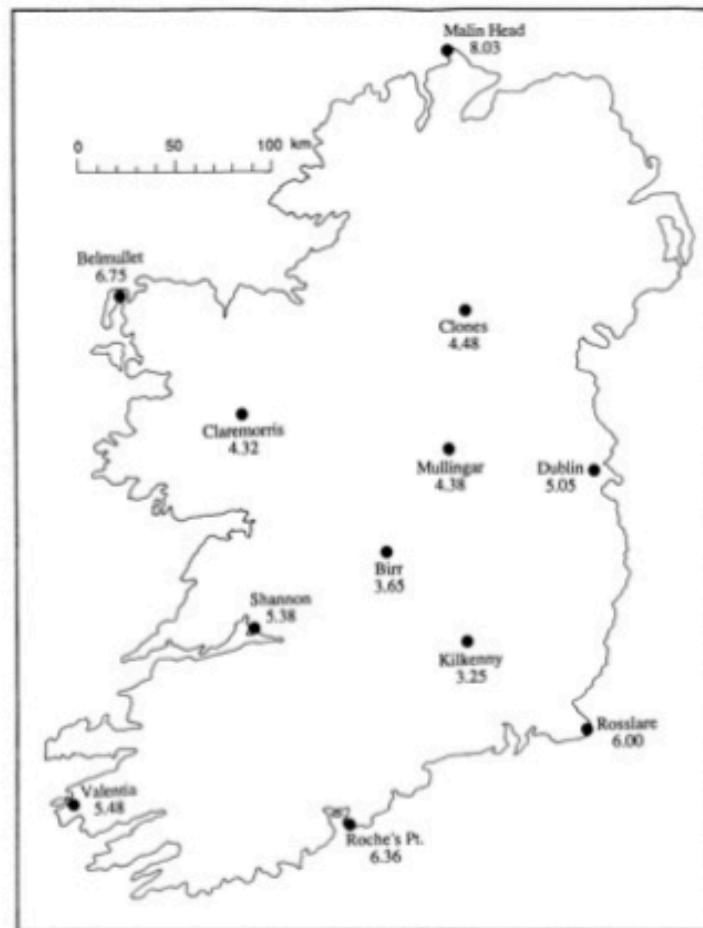 Malin Head
8.03
0 50 100 km
Belmullet
6.75
Clones
4.48
Claremorris
4.32
Mullingar
4.38
Dublin
5.05
Birr
3.65
Shannon
5.38
Kilkenny
3.25
Rosslare
6.00
Valentia
5.48
Roche's Pt.
6.36